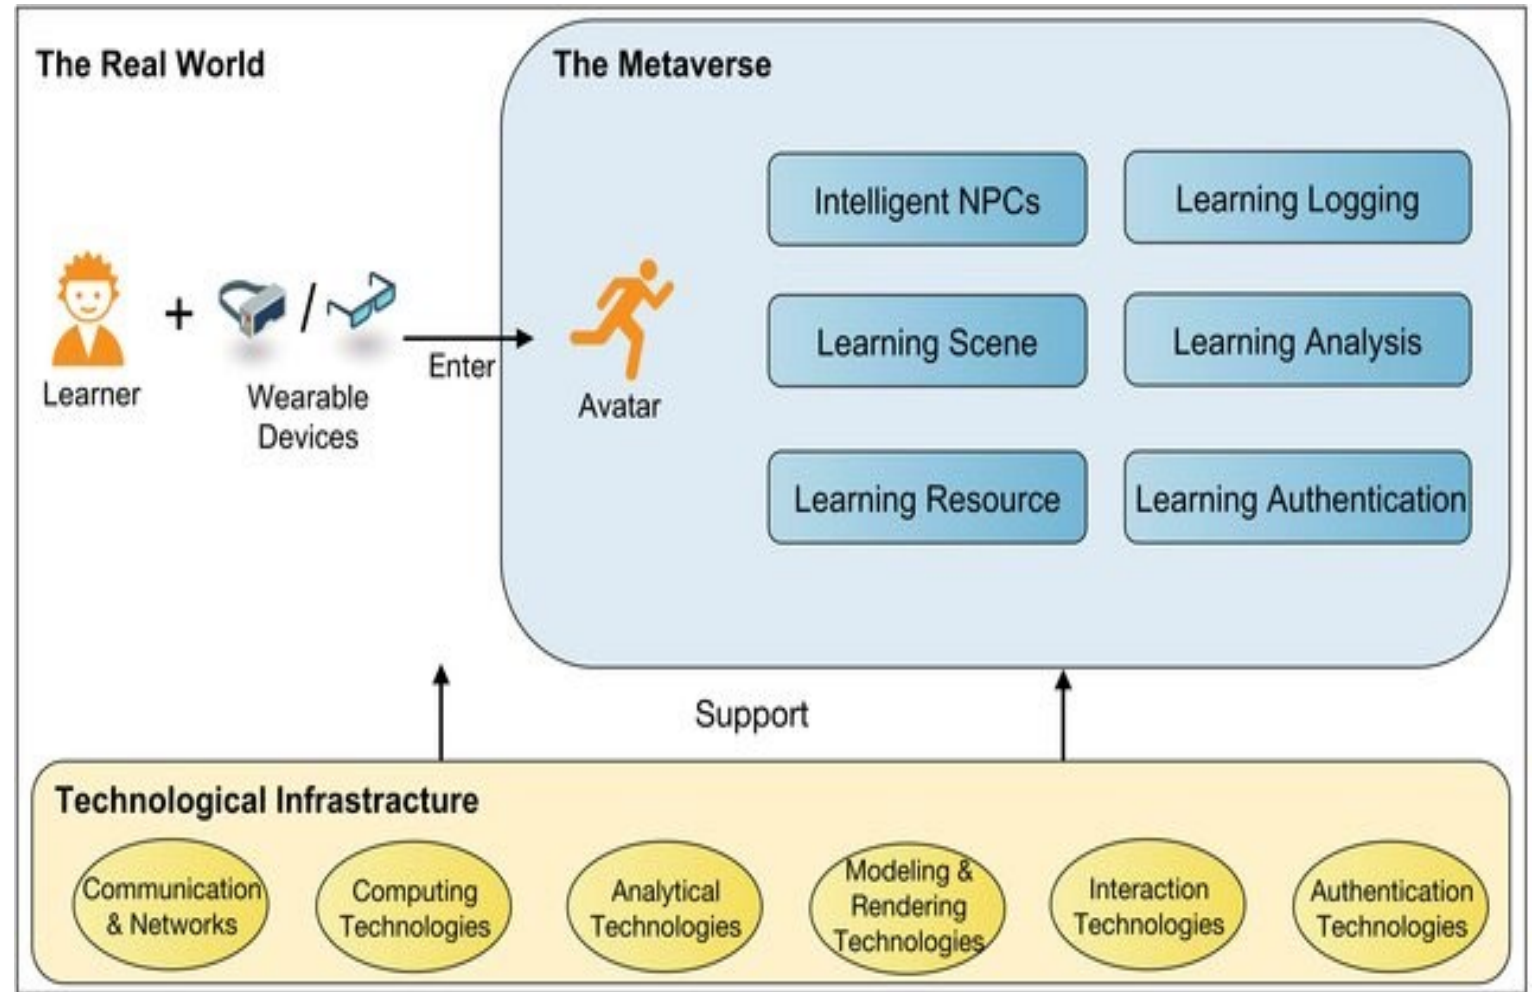 The Real World
The Metaverse
Intelligent NPCs
Learning Logging
Learning Scene
Learning Analysis
Learning Resource
Learning Authentication
+
/
Learner
Wearable
Devices
Enter
Avatar
Support
Technological Infrastracture
Communication
& Networks
Computing
Technologies
Analytical
Technologies
Modeling &
Rendering
Technologies
Interaction
Technologies
Authentication
Technologies